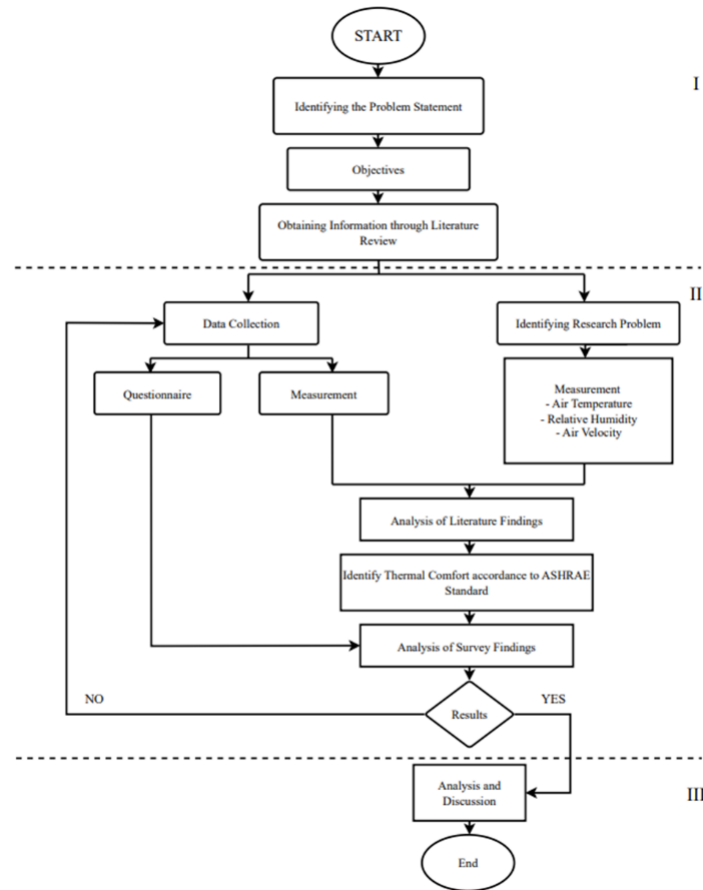 START
I
Identifying the Problem Statement
Objectives
Obtaining Information through Literature
Review
II
Data Collection
Identifying Research Problem
Questionnaire
Measurement
Measurement
- Air Temperature
- Relative Humidity
- Air Velocity
Analysis of Literature Findings
Identify Thermal Comfort accordance to ASHRAE
Standard
Analysis of Survey Findings
NO
YES
Results
Analysis and
Discussion
III
End